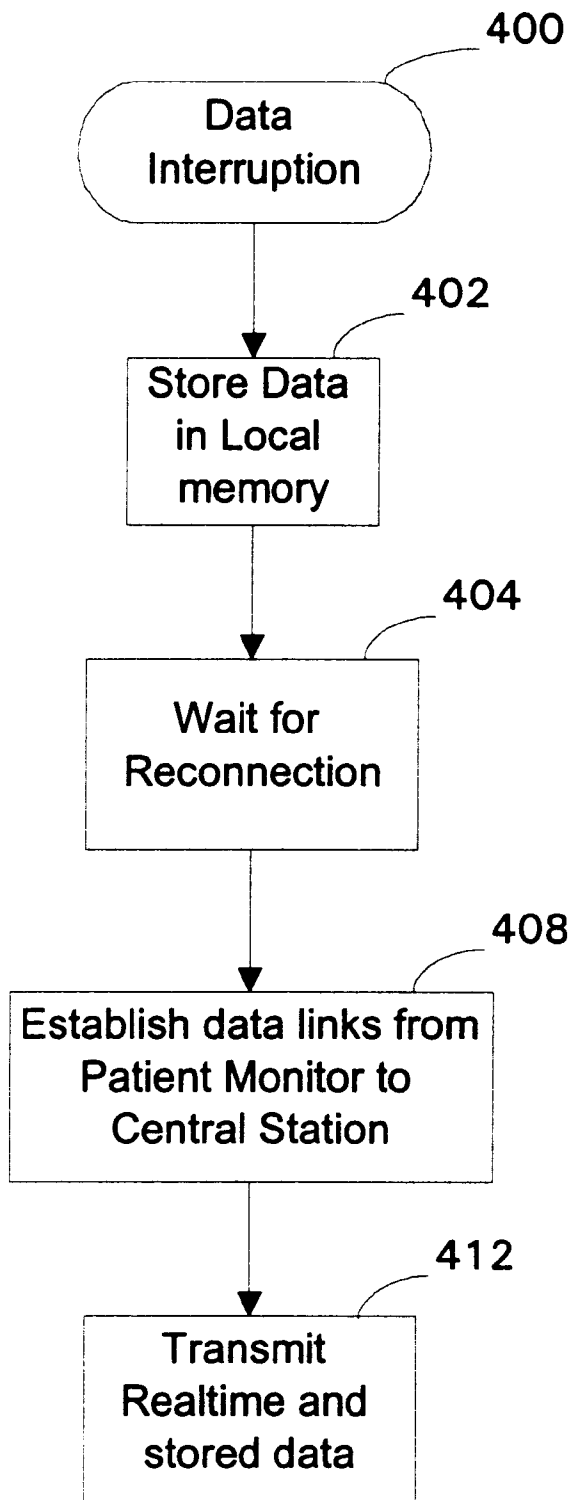 400
Data
Interruption
402
Store Data
in Local
memory
404
Wait for
Reconnection
408
Establish data links from
Patient Monitor to
Central Station
412
Transmit
Realtime and
stored data